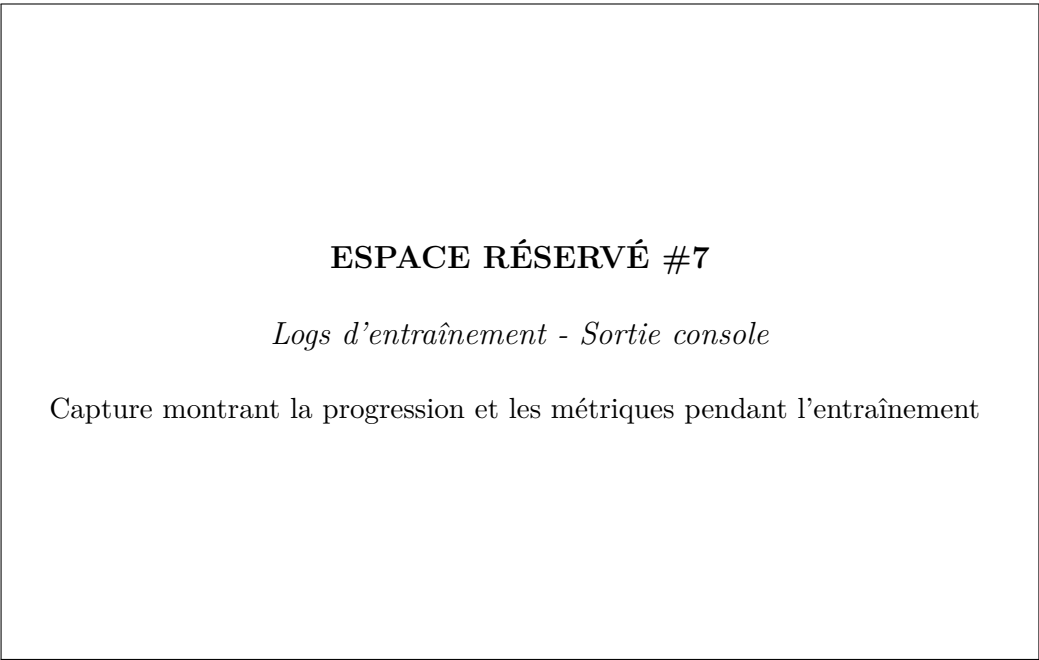 ESPACE RÉSERVÉ #7
Logs d'entraînement - Sortie console
Capture montrant la progression et les métriques pendant l'entraînement